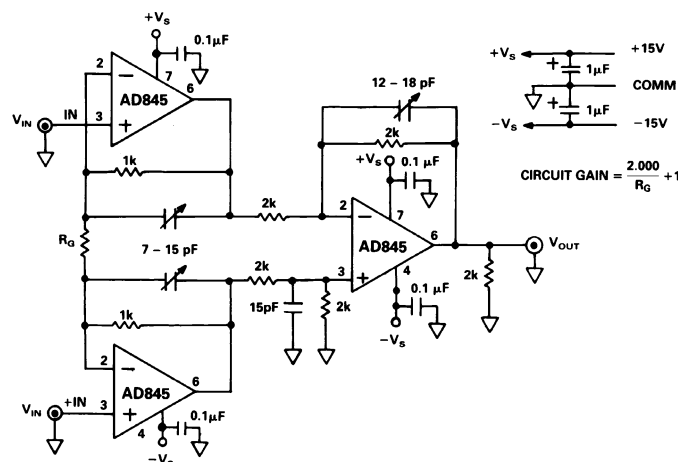 +VS
0.1μF
2
7
6
AD845
VIN
IN
3
1k
RG
7 – 15 pF
2k
2k
15pF
2k
12 – 18 pF
2k
+VS
0.1 μF
2
7
AD845
6
3
4
0.1 μF
–VS
VOUT
2k
1k
2
6
AD845
VIN
+IN
3
4
0.1μF
–VS
+VS
+15V
1μF
COMM
1μF
–VS
–15V
CIRCUIT GAIN = 2.000 / RG + 1